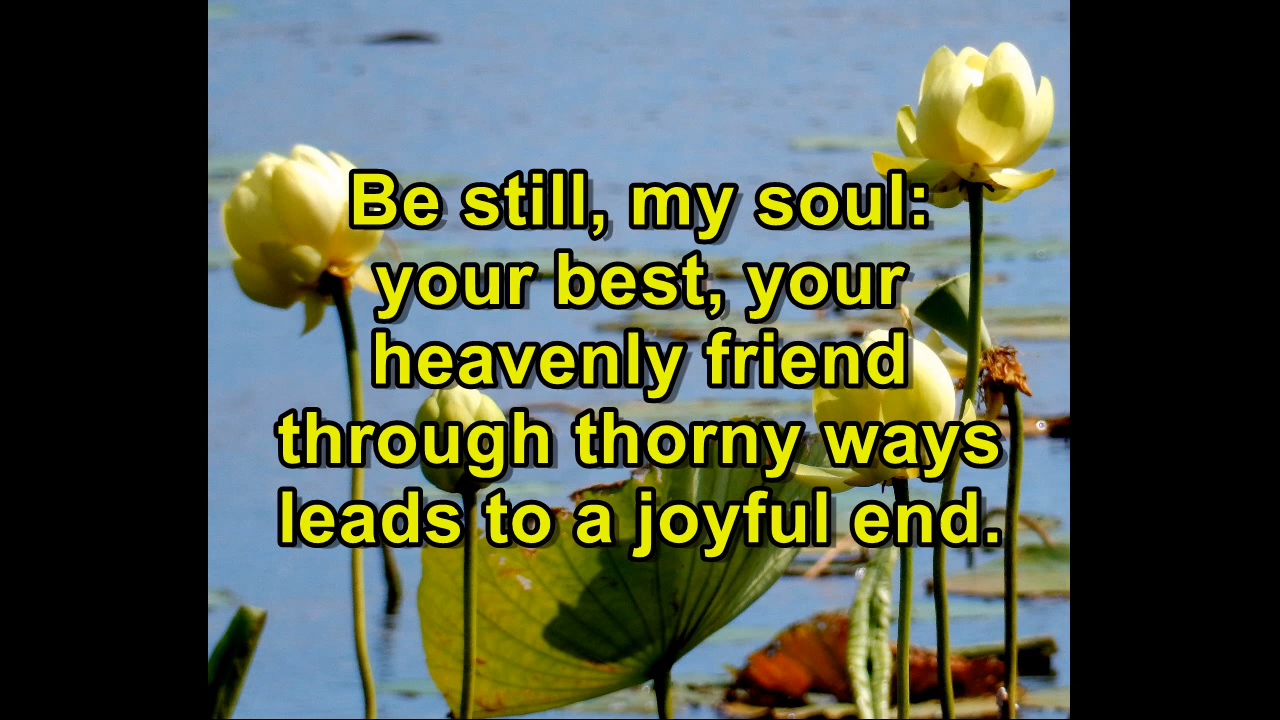 Be still, my soul:
your best, your
heavenly friend
through thorny ways
leads to a joyful end.